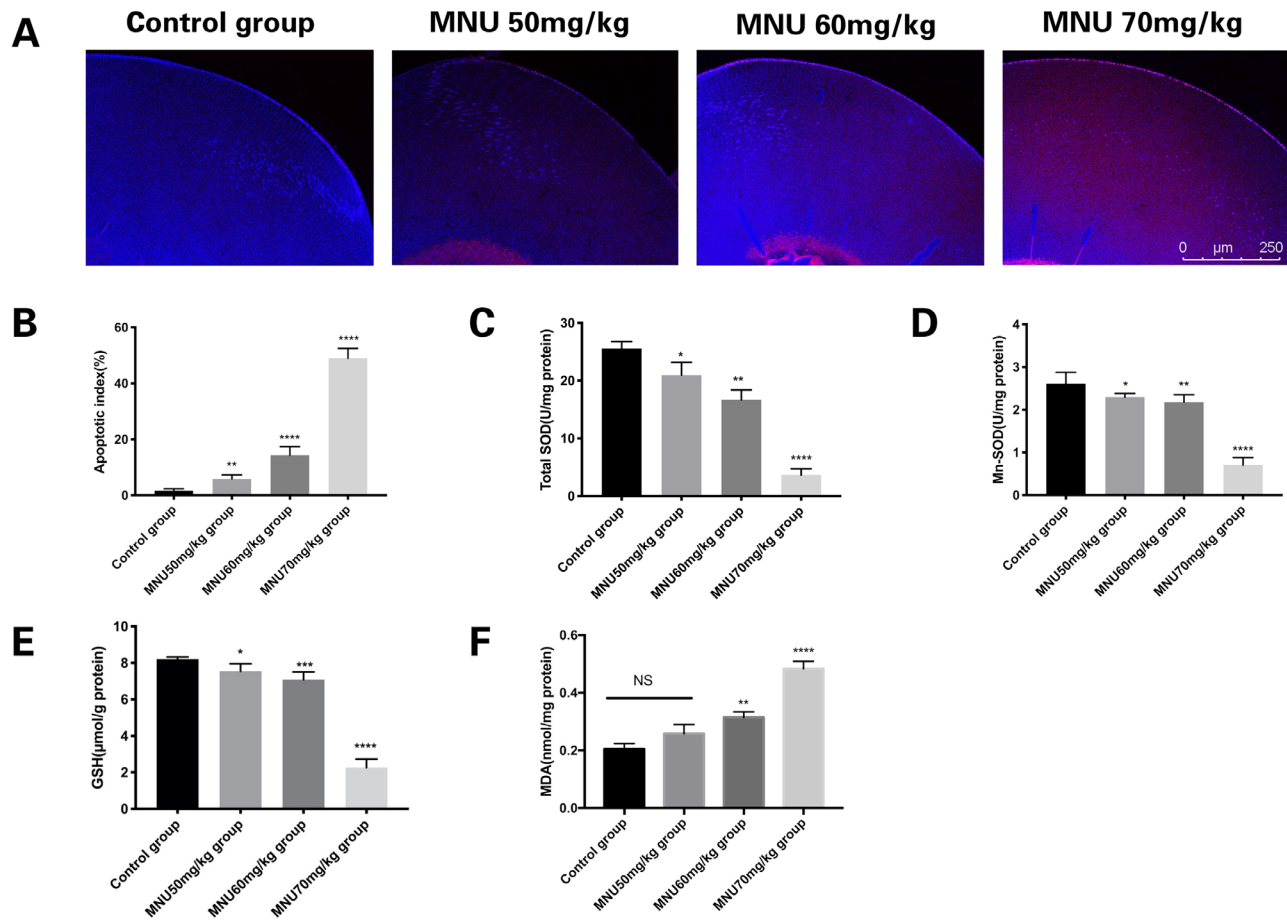 A
Control group
MNU 50mg/kg
MNU 60mg/kg
MNU 70mg/kg
0 µm 250
B
Apoptotic index(%)
60
40
20
0
**
****
****
Control group
MNU50mg/kg group
MNU60mg/kg group
MNU70mg/kg group
C
Total SOD(U/mg protein)
30
20
10
0
*
**
****
Control group
MNU50mg/kg group
MNU60mg/kg group
MNU70mg/kg group
D
Mn-SOD(U/mg protein)
4
3
2
1
0
*
**
****
Control group
MNU50mg/kg group
MNU60mg/kg group
MNU70mg/kg group
E
GSH(µmol/g protein)
10
8
6
4
2
0
*
***
****
Control group
MNU50mg/kg group
MNU60mg/kg group
MNU70mg/kg group
F
MDA(nmol/mg protein)
0.6
0.4
0.2
0.0
NS
**
****
Control group
MNU50mg/kg group
MNU60mg/kg group
MNU70mg/kg group